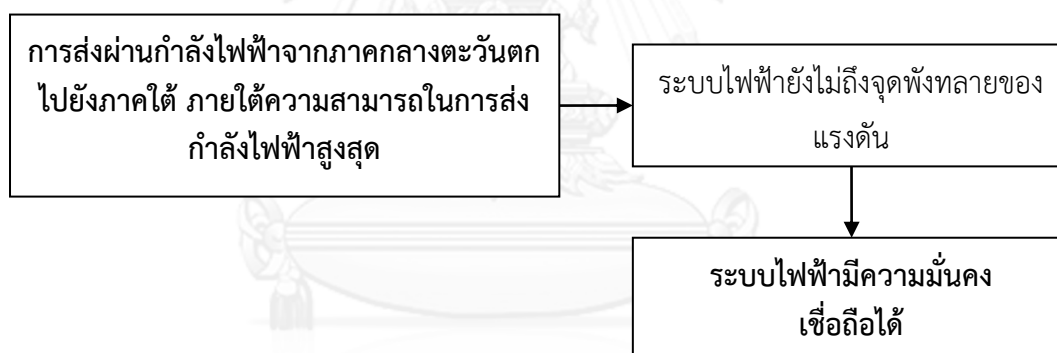 การส่งผ่านกำลังไฟฟ้าจากภาคกลางตะวันตก
ไปยังภาคใต้ ภายใต้ความสามารถในการส่ง
กำลังไฟฟ้าสูงสุด
ระบบไฟฟ้ายังไม่ถึงจุดพังทลายของ
แรงดัน
ระบบไฟฟ้ามีความมั่นคง
เชื่อถือได้